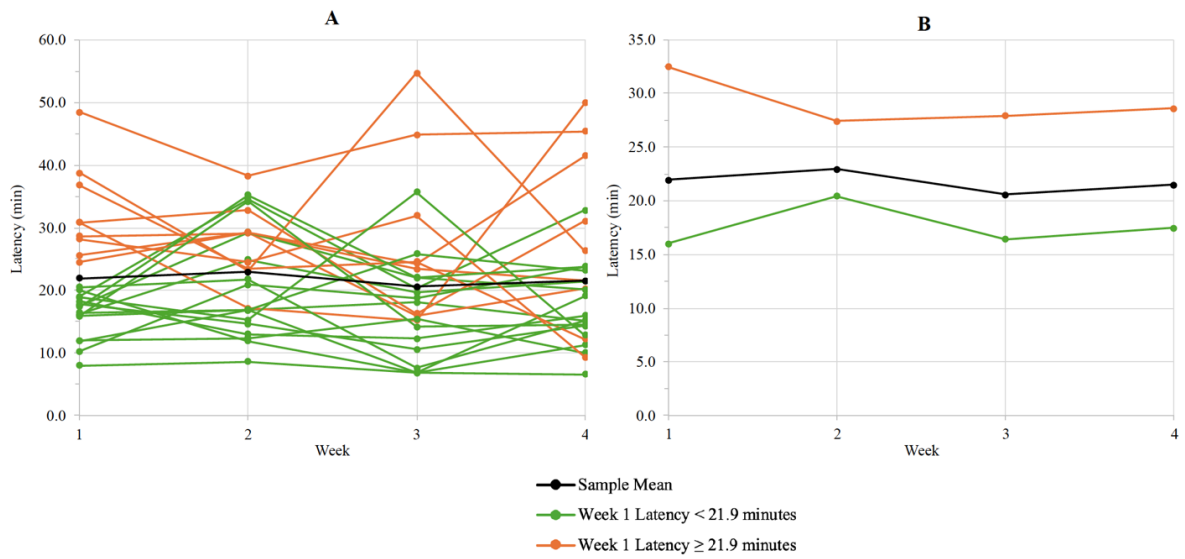 A
60.0
50.0
40.0
30.0
20.0
10.0
0.0
Latency (min)
1 2 3 4
Week
B
35.0
30.0
25.0
20.0
15.0
10.0
5.0
0.0
Latency (min)
1 2 3 4
Week
Sample Mean
Week 1 Latency < 21.9 minutes
Week 1 Latency ≥ 21.9 minutes